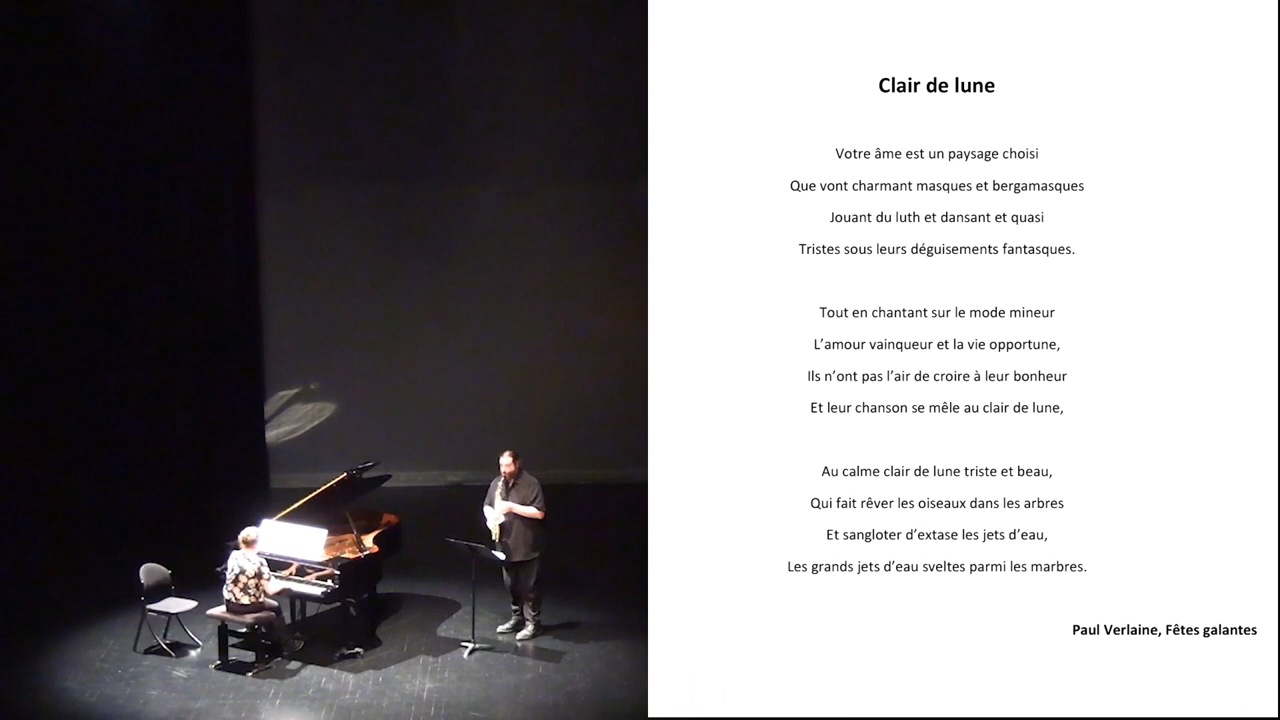 Clair de lune
Votre âme est un paysage choisi
Que vont charmant masques et bergamasques
Jouant du luth et dansant et quasi
Tristes sous leurs déguisements fantasques.
Tout en chantant sur le mode mineur
L’amour vainqueur et la vie opportune,
Ils n’ont pas l’air de croire à leur bonheur
Et leur chanson se mêle au clair de lune,
Au calme clair de lune triste et beau,
Qui fait rêver les oiseaux dans les arbres
Et sangloter d’extase les jets d’eau,
Les grands jets d’eau sveltes parmi les marbres.
Paul Verlaine, Fêtes galantes